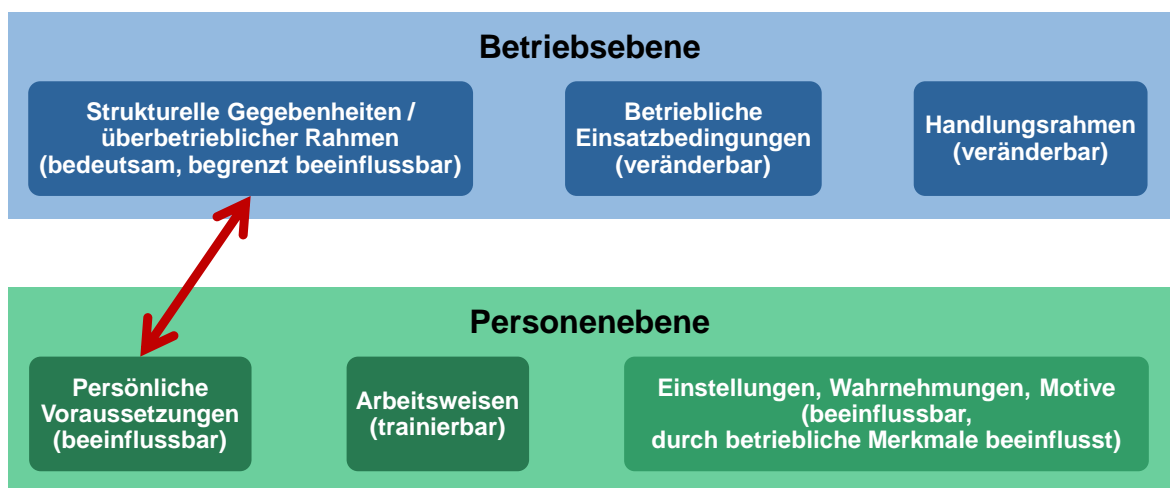 Betriebsebene
Strukturelle Gegebenheiten /
überbetrieblicher Rahmen
(bedeutsam, begrenzt beeinflussbar)
Betriebliche
Einsatzbedingungen
(veränderbar)
Handlungsrahmen
(veränderbar)
Personenebene
Persönliche
Voraussetzungen
(beeinflussbar)
Arbeitsweisen
(trainierbar)
Einstellungen, Wahrnehmungen, Motive
(beeinflussbar,
durch betriebliche Merkmale beeinflusst)